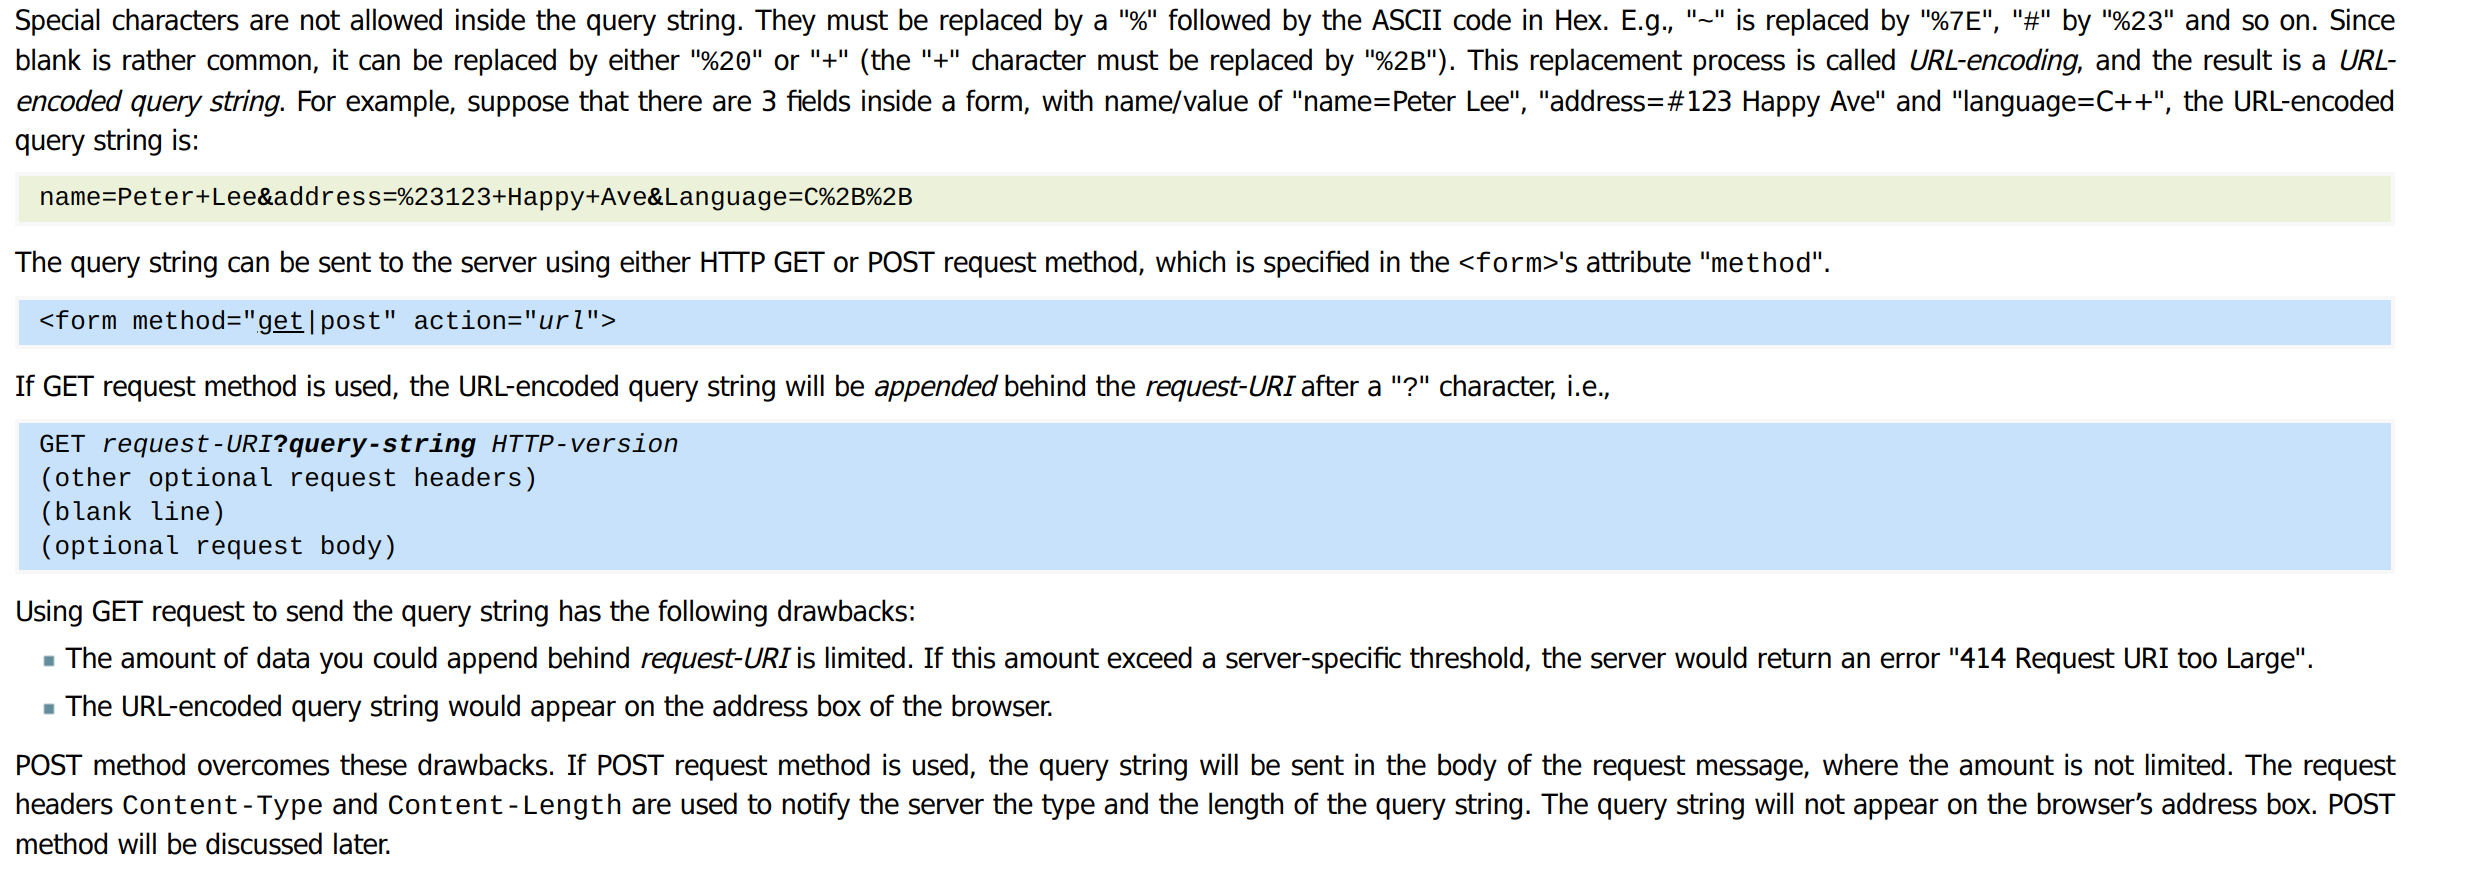 Special characters are not allowed inside the query string. They must be replaced by a "%" followed by the ASCII code in Hex. E.g., "~" is replaced by "%7E", "#" by "%23" and so on. Since
blank is rather common, it can be replaced by either "%20" or "+" (the "+" character must be replaced by "%2B"). This replacement process is called URL-encoding, and the result is a URL-
encoded query string. For example, suppose that there are 3 fields inside a form, with name/value of "name=Peter Lee", "address=#123 Happy Ave" and "language=C++", the URL-encoded
query string is:
name=Peter+Lee&address=%23123+Happy+Ave&Language=C%2B%2B
The query string can be sent to the server using either HTTP GET or POST request method, which is specified in the <form>'s attribute "method".
<form method="get|post" action="url">
If GET request method is used, the URL-encoded query string will be appended behind the request-URI after a "?" character, i.e.,
GET request-URI?query-string HTTP-version
(other optional request headers)
(blank line)
(optional request body)
Using GET request to send the query string has the following drawbacks:
▪ The amount of data you could append behind request-URI is limited. If this amount exceed a server-specific threshold, the server would return an error "414 Request URI too Large".
▪ The URL-encoded query string would appear on the address box of the browser.
POST method overcomes these drawbacks. If POST request method is used, the query string will be sent in the body of the request message, where the amount is not limited. The request
headers Content-Type and Content-Length are used to notify the server the type and the length of the query string. The query string will not appear on the browser’s address box. POST
method will be discussed later.